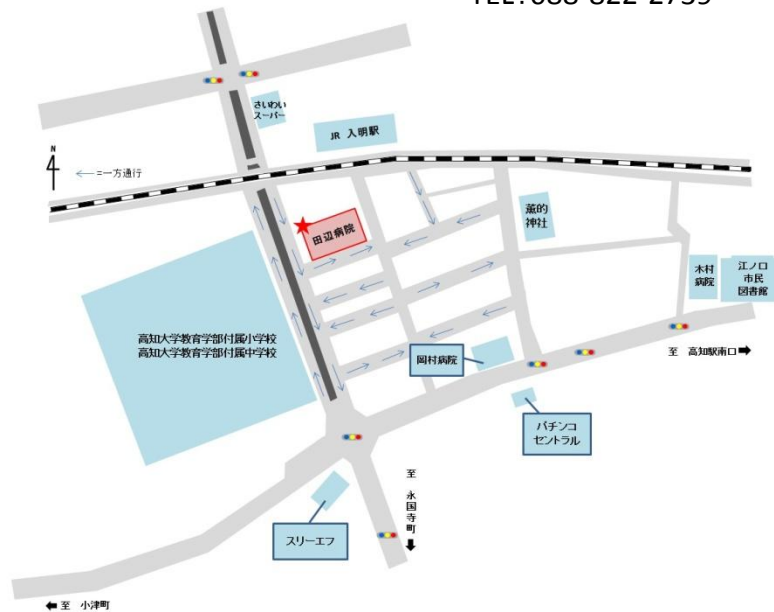 TEL:088-822-2759
さいわい
スーパー
JR 入明駅
N
=一方通行
田辺病院
薫的
神社
木村
病院
江ノ口
市民
図書館
高知大学教育学部付属小学校
高知大学教育学部付属中学校
岡村病院
至 高知駅南口
パチンコ
セントラル
至 永国寺町
スリーエフ
至 小津町